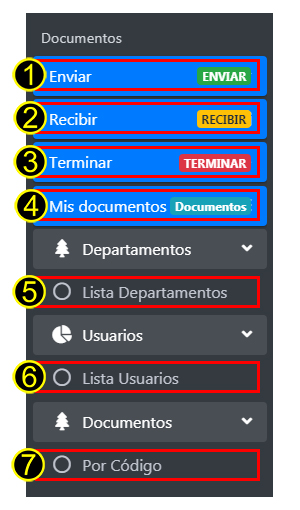 Documentos
1 Enviar ENVIAR
2 Recibir RECIBIR
3 Terminar TERMINAR
4 Mis documentos Documentos
Departamentos
5 Lista Departamentos
Usuarios
6 Lista Usuarios
Documentos
7 Por Código